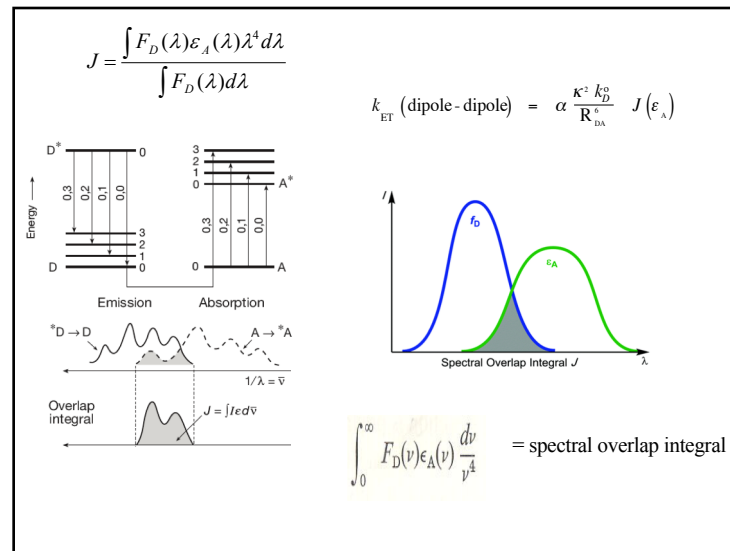 J = ∫F_D(λ)ε_A(λ)λ⁴dλ / ∫F_D(λ)dλ
k_ET (dipole-dipole) = α κ² k_D° / R_DA⁶ J(ε_A)
D* 0
3
2
1
0 A*
Energy
0,3 0,2 0,1 0,0
0,3 0,2 0,1 0,0
3
2
1
D 0
0 A
Emission Absorption
*D → D A → *A
1/λ = ν̄
Overlap
integral
J = ∫Iεdν̄
I
f_D
ε_A
Spectral Overlap Integral J
λ
∫₀^∞ F_D(ν)ϵ_A(ν) dν/ν⁴ = spectral overlap integral